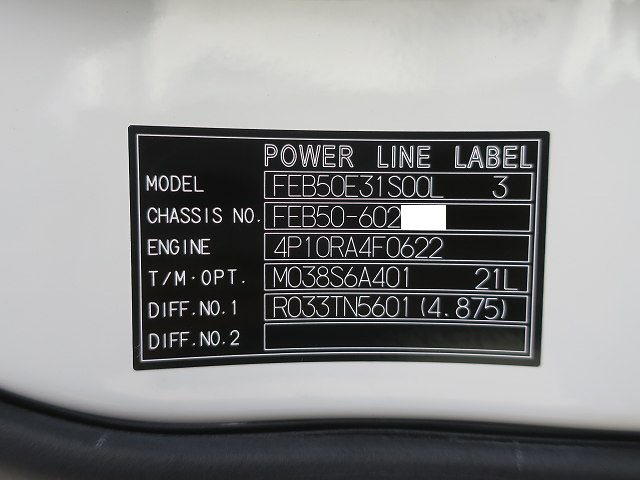 POWER LINE LABEL
MODEL FEB50E31S00L 3
CHASSIS NO. FEB50-602
ENGINE 4P10RA4F0622
T/M·OPT. M038S6A401 21L
DIFF.NO.1 R033TN5601(4.875)
DIFF.NO.2